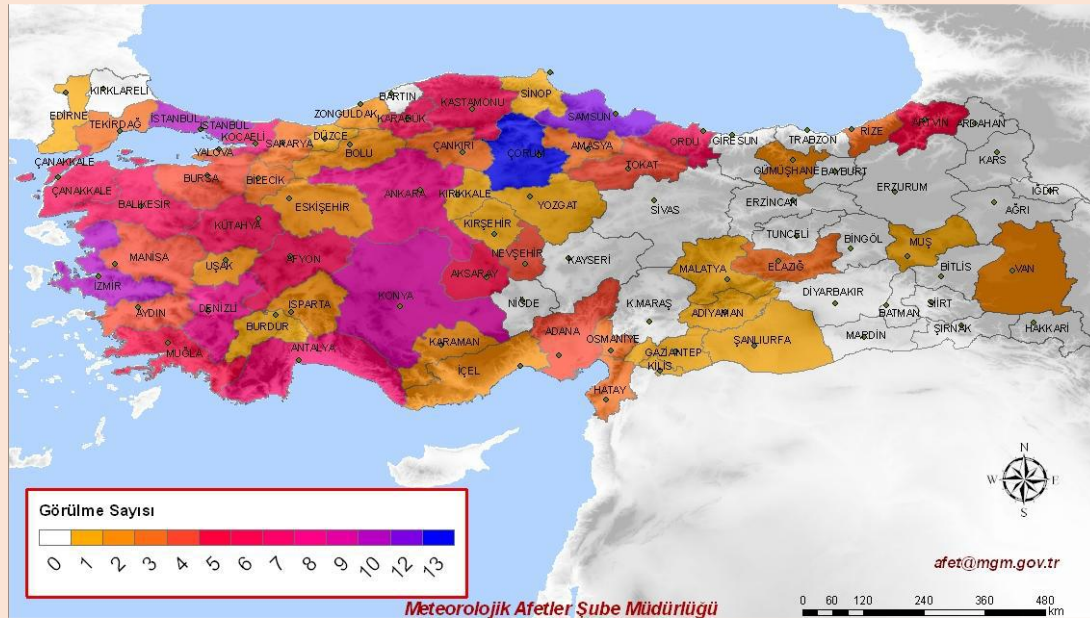 KIRKLARELİ
EDİRNE
TEKİRDAĞ
İSTANBUL
İSTANBUL
KOCAELİ
YALOVA
SAKARYA
DÜZCE
ZONGULDAK
BARTIN
KARABÜK
KASTAMONU
SİNOP
SAMSUN
BOLU
ÇANKIRI
ÇORUM
AMASYA
TOKAT
ORDU
GİRESUN
TRABZON
RİZE
ARTVİN
ARDAHAN
KARS
IĞDIR
AĞRI
GÜMÜŞHANE
BAYBURT
ERZURUM
ERZİNCAN
ÇANAKKALE
ÇANAKKALE
BALIKESİR
BURSA
BİLECİK
ESKİŞEHİR
ANKARA
KIRIKKALE
YOZGAT
SİVAS
TUNCELİ
BİNGÖL
MUŞ
BİTLİS
VAN
KÜTAHYA
MANİSA
UŞAK
AFYON
KIRŞEHİR
NEVŞEHİR
AKSARAY
KAYSERİ
MALATYA
ELAZIĞ
DİYARBAKIR
BATMAN
SİİRT
ŞIRNAK
HAKKARİ
MARDİN
İZMİR
AYDIN
DENİZLİ
ISPARTA
BURDUR
KONYA
NİĞDE
K.MARAŞ
ADIYAMAN
ŞANLIURFA
MUĞLA
ANTALYA
KARAMAN
İÇEL
ADANA
OSMANİYE
GAZİANTEP
KİLİS
HATAY
N
W E
S
Görülme Sayısı
0 1 2 3 4 5 6 7 8 9 10 12 13
afet@mgm.gov.tr
Meteorolojik Afetler Şube Müdürlüğü
0 30 60 120 180 240 300 360 420 480
km